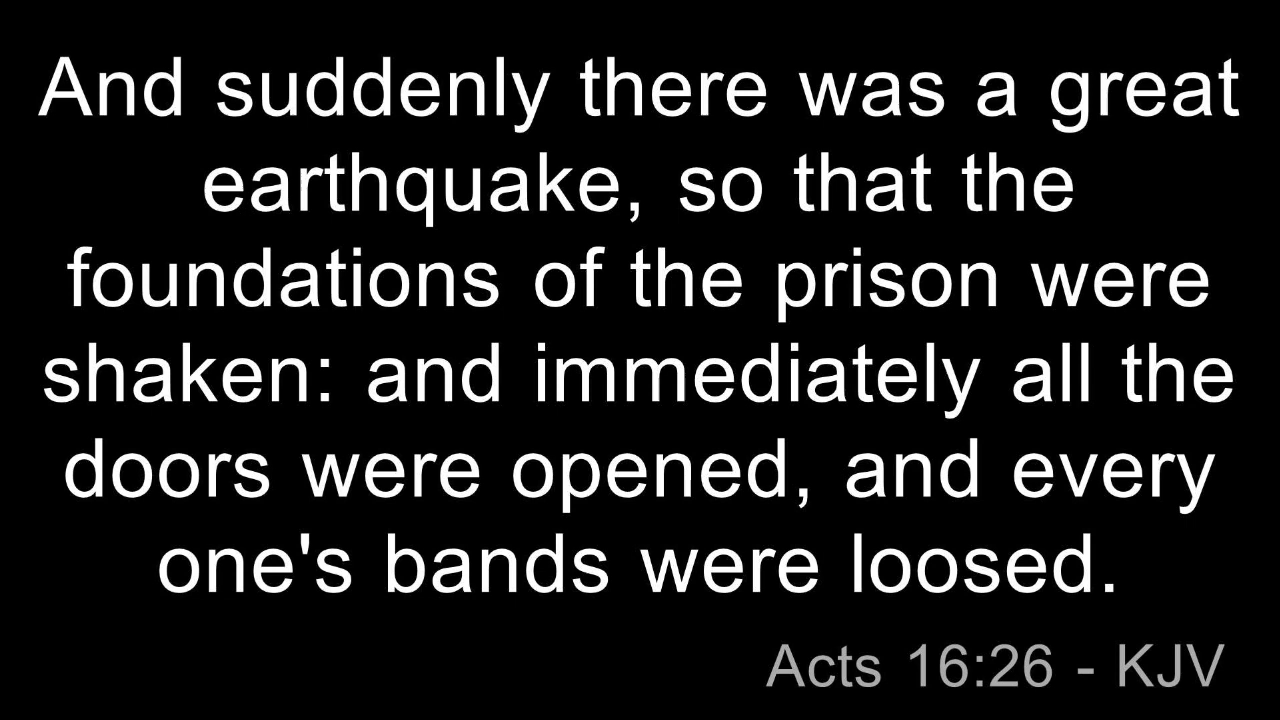 And suddenly there was a great
earthquake, so that the
foundations of the prison were
shaken: and immediately all the
doors were opened, and every
one's bands were loosed.
Acts 16:26 - KJV